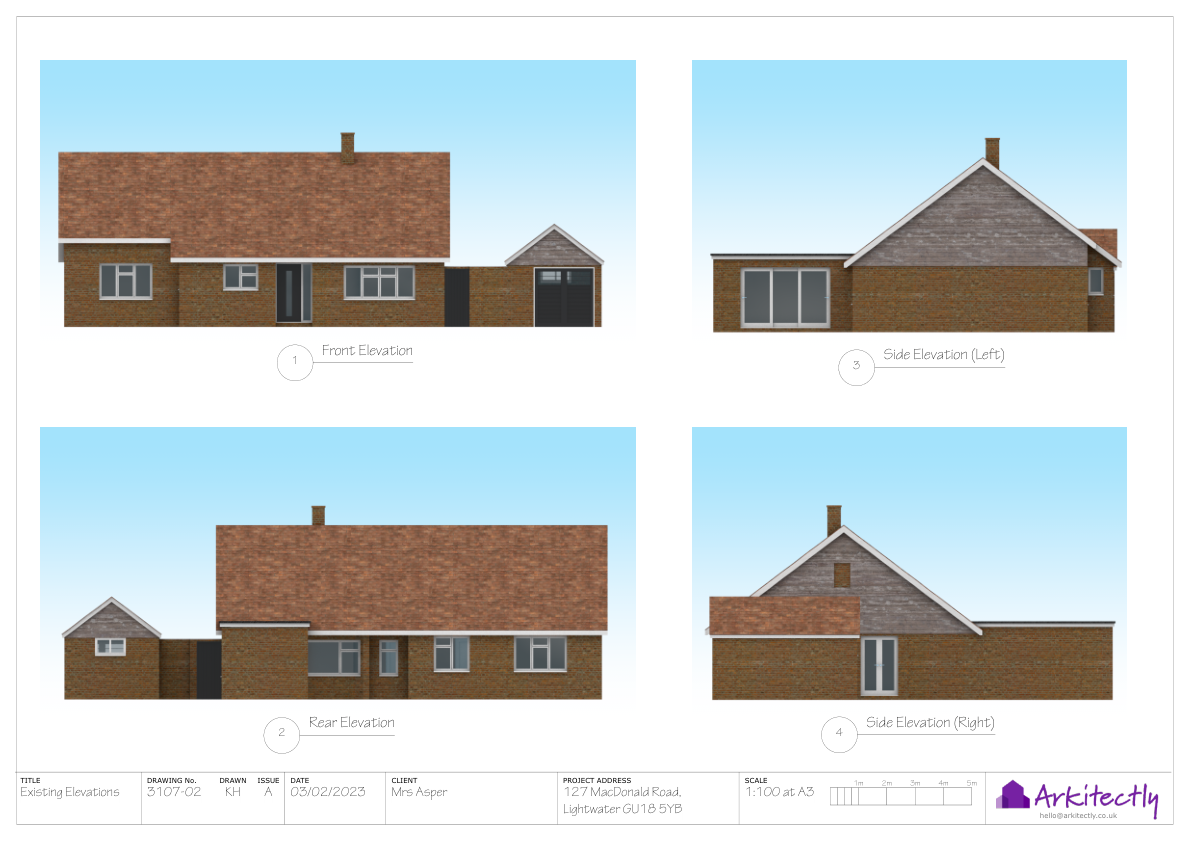 1
Front Elevation
3
Side Elevation (Left)
2
Rear Elevation
4
Side Elevation (Right)
TITLE
Existing Elevations
DRAWING No.
3107-02
DRAWN
KH
ISSUE
A
DATE
03/02/2023
CLIENT
Mrs Asper
PROJECT ADDRESS
127 MacDonald Road,
Lightwater GU18 5YB
SCALE
1:100 at A3
1m 2m 3m 4m 5m
Arkitectly
hello@arkitectly.co.uk